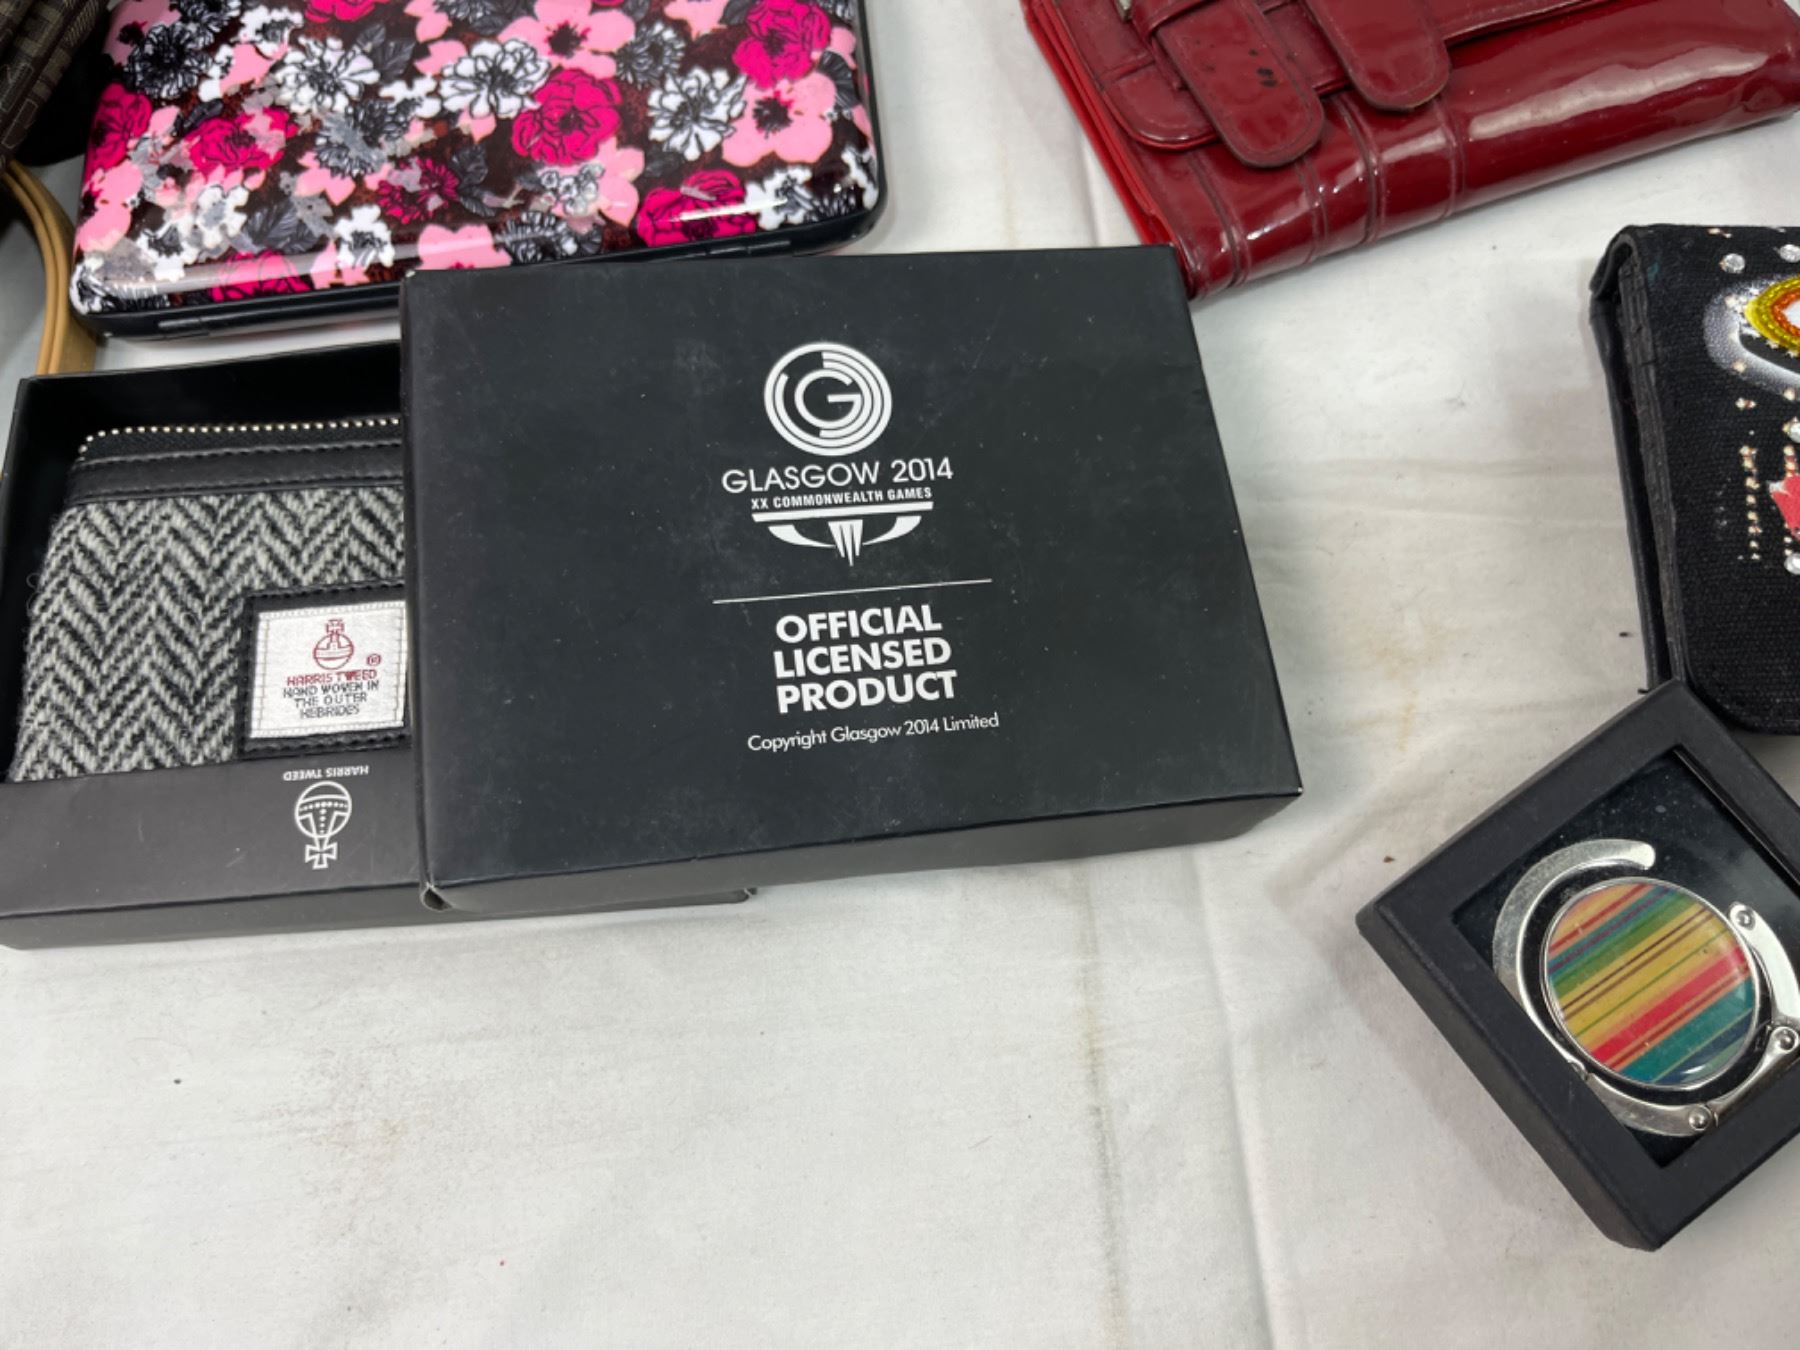 G
GLASGOW 2014
XX COMMONWEALTH GAMES
OFFICIAL
LICENSED
PRODUCT
Copyright Glasgow 2014 Limited
HARRIS TWEED
HAND WOVEN IN
THE OUTER
HEBRIDES
HARRIS TWEED